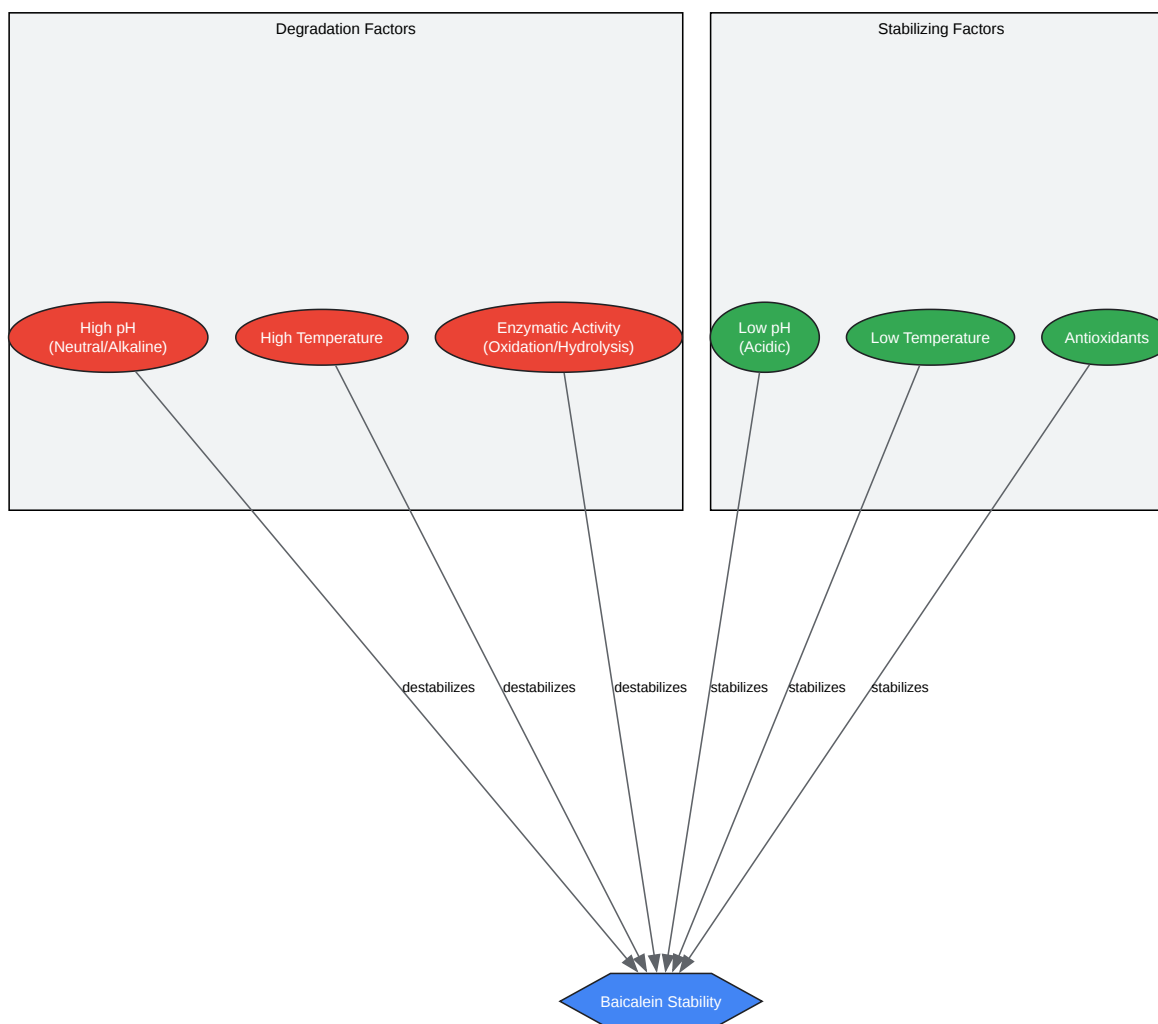 Degradation Factors
Stabilizing Factors
High pH
(Neutral/Alkaline)
High Temperature
Enzymatic Activity
(Oxidation/Hydrolysis)
Low pH
(Acidic)
Low Temperature
Antioxidants
destabilizes
destabilizes
destabilizes
stabilizes
stabilizes
stabilizes
Baicalein Stability